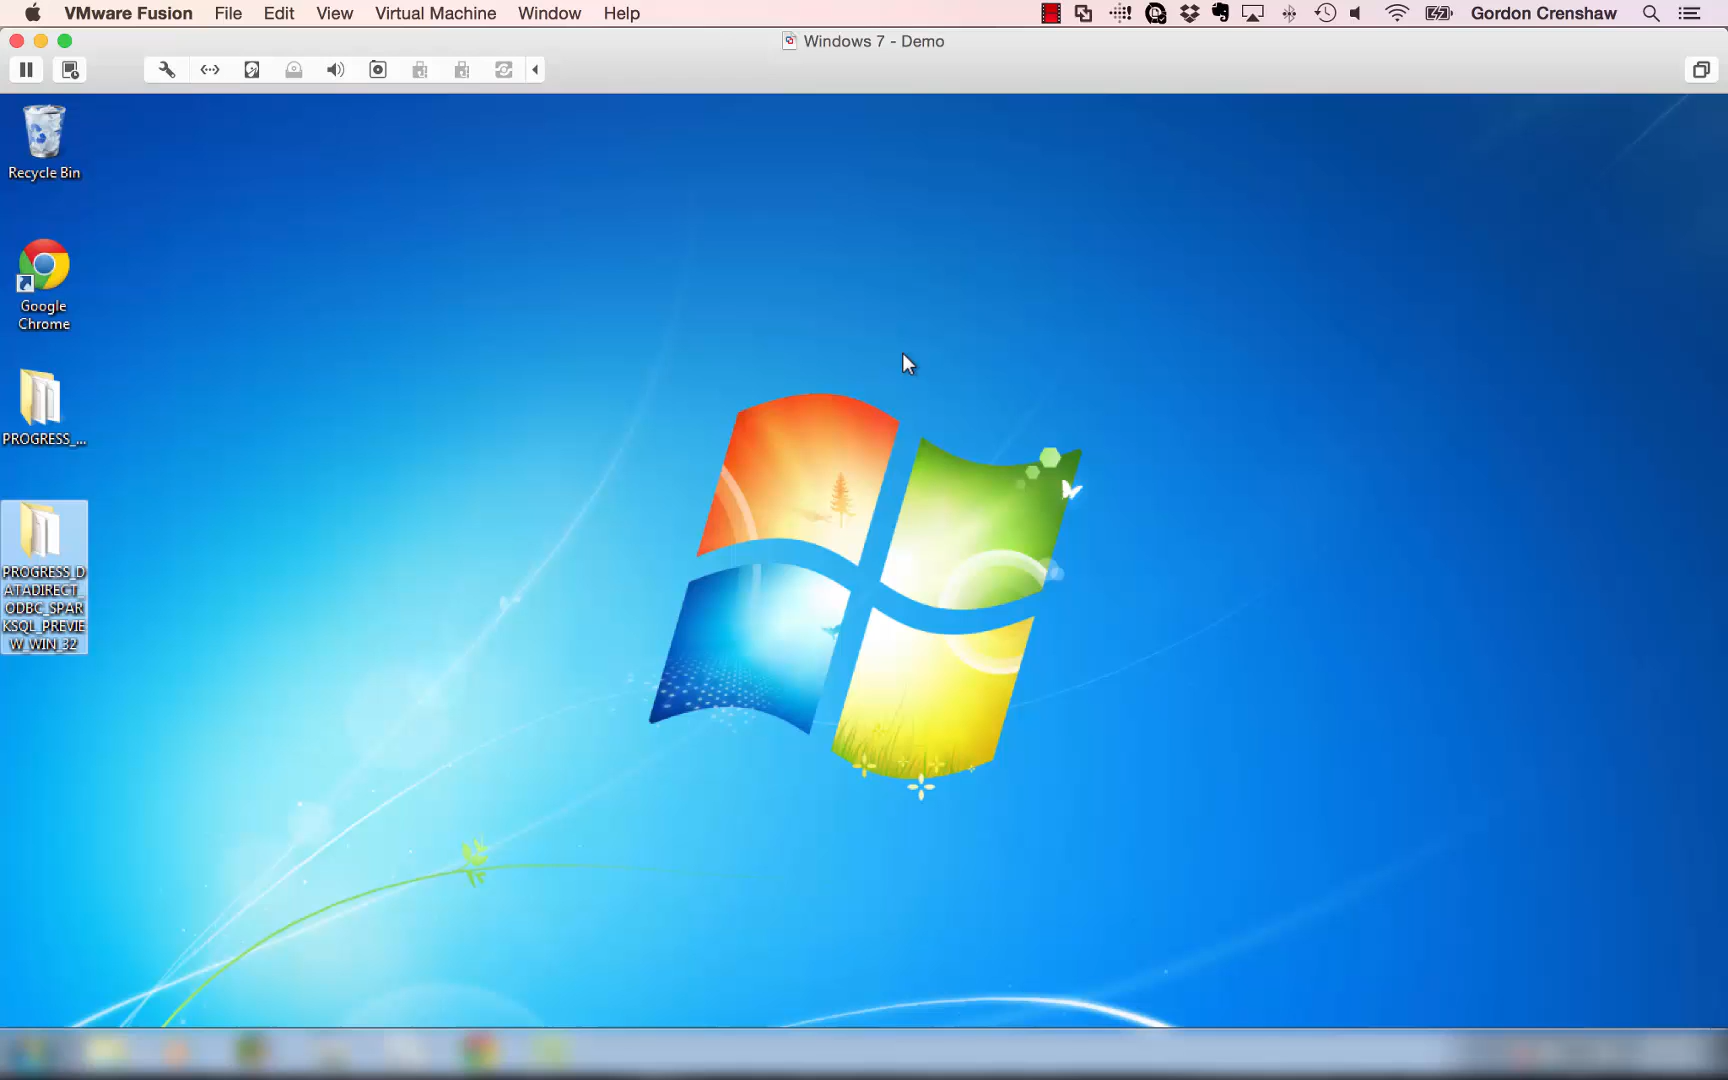 VMware Fusion File Edit View Virtual Machine Window Help Gordon Crenshaw
Windows 7 - Demo
Recycle Bin
Google
Chrome
PROGRESS_...
PROGRESS_D
ATADIRECT_
ODBC_SPAR
KSQL_PREVIE
W_WIN_32